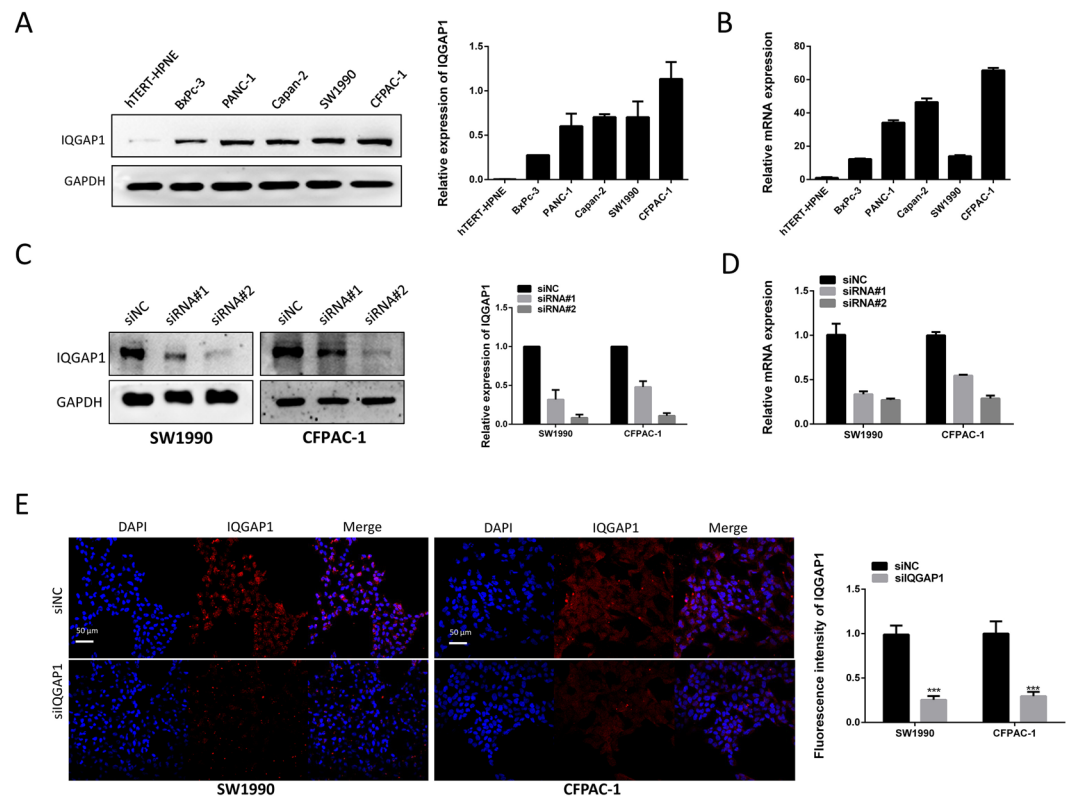 A
hTERT-HPNE
BxPc-3
PANC-1
Capan-2
SW1990
CFPAC-1
IQGAP1
GAPDH
Relative expression of IQGAP1
1.5
1.0
0.5
0.0
hTERT-HPNE
BxPc-3
PANC-1
Capan-2
SW1990
CFPAC-1
B
Relative mRNA expression
80
60
40
20
0
hTERT-HPNE
BxPc-3
PANC-1
Capan-2
SW1990
CFPAC-1
C
siNC
siRNA#1
siRNA#2
siNC
siRNA#1
siRNA#2
IQGAP1
GAPDH
SW1990
CFPAC-1
Relative expression of IQGAP1
siNC
siRNA#1
siRNA#2
1.5
1.0
0.5
0.0
SW1990
CFPAC-1
D
Relative mRNA experssion
siNC
siRNA#1
siRNA#2
1.5
1.0
0.5
0.0
SW1990
CFPAC-1
E
DAPI
IQGAP1
Merge
DAPI
IQGAP1
Merge
siNC
50 μm
50 μm
siIQGAP1
SW1990
CFPAC-1
Fluorescence intensity of IQGAP1
siNC
siIQGAP1
1.5
1.0
0.5
0.0
***
***
SW1990
CFPAC-1